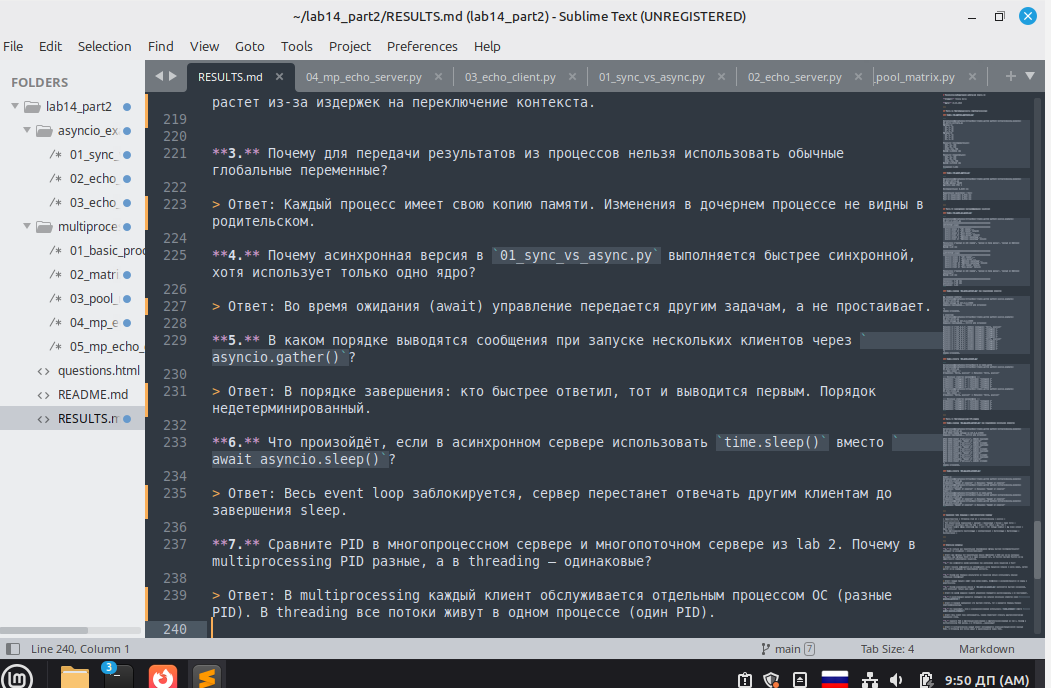 ~/lab14_part2/RESULTS.md (lab14_part2) - Sublime Text (UNREGISTERED)
File Edit Selection Find View Goto Tools Project Preferences Help
FOLDERS
lab14_part2
asyncio_ex
/* 01_sync_
/* 02_echo_
/* 03_echo_
multiproce
/* 01_basic_proc
/* 02_matri
/* 03_pool_
/* 04_mp_e
/* 05_mp_echo_
<> questions.html
<> README.md
<> RESULTS.m
RESULTS.md 04_mp_echo_server.py 03_echo_client.py 01_sync_vs_async.py 02_echo_server.py pool_matrix.py
растет из-за издержек на переключение контекста.
219
220
221 **3.** Почему для передачи результатов из процессов нельзя использовать обычные
глобальные переменные?
222
223 > Ответ: Каждый процесс имеет свою копию памяти. Изменения в дочернем процессе не видны в
родительском.
224
225 **4.** Почему асинхронная версия в `01_sync_vs_async.py` выполняется быстрее синхронной,
хотя использует только одно ядро?
226
227 > Ответ: Во время ожидания (await) управление передается другим задачам, а не простаивает.
228
229 **5.** В каком порядке выводятся сообщения при запуске нескольких клиентов через `
asyncio.gather()`?
230
231 > Ответ: В порядке завершения: кто быстрее ответил, тот и выводится первым. Порядок
недетерминированный.
232
233 **6.** Что произойдёт, если в асинхронном сервере использовать `time.sleep()` вместо `
await asyncio.sleep()`?
234
235 > Ответ: Весь event loop заблокируется, сервер перестанет отвечать другим клиентам до
завершения sleep.
236
237 **7.** Сравните PID в многопроцессном сервере и многопоточном сервере из lab 2. Почему в
multiprocessing PID разные, а в threading — одинаковые?
238
239 > Ответ: В multiprocessing каждый клиент обслуживается отдельным процессом ОС (разные
PID). В threading все потоки живут в одном процессе (один PID).
240
Line 240, Column 1 main 7 Tab Size: 4 Markdown
3 9:50 ДП (AM)